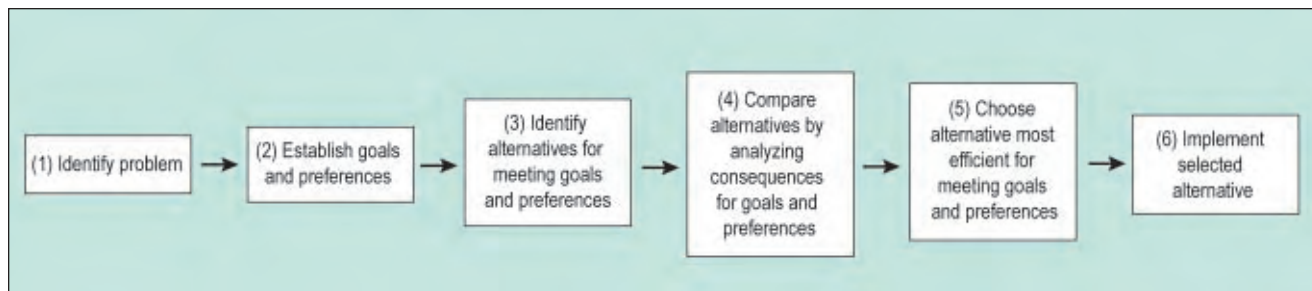 (1) Identify problem
(2) Establish goals
and preferences
(3) Identify
alternatives for
meeting goals
and preferences
(4) Compare
alternatives by
analyzing
consequences
for goals and
preferences
(5) Choose
alternative most
efficient for
meeting goals
and preferences
(6) Implement
selected
alternative